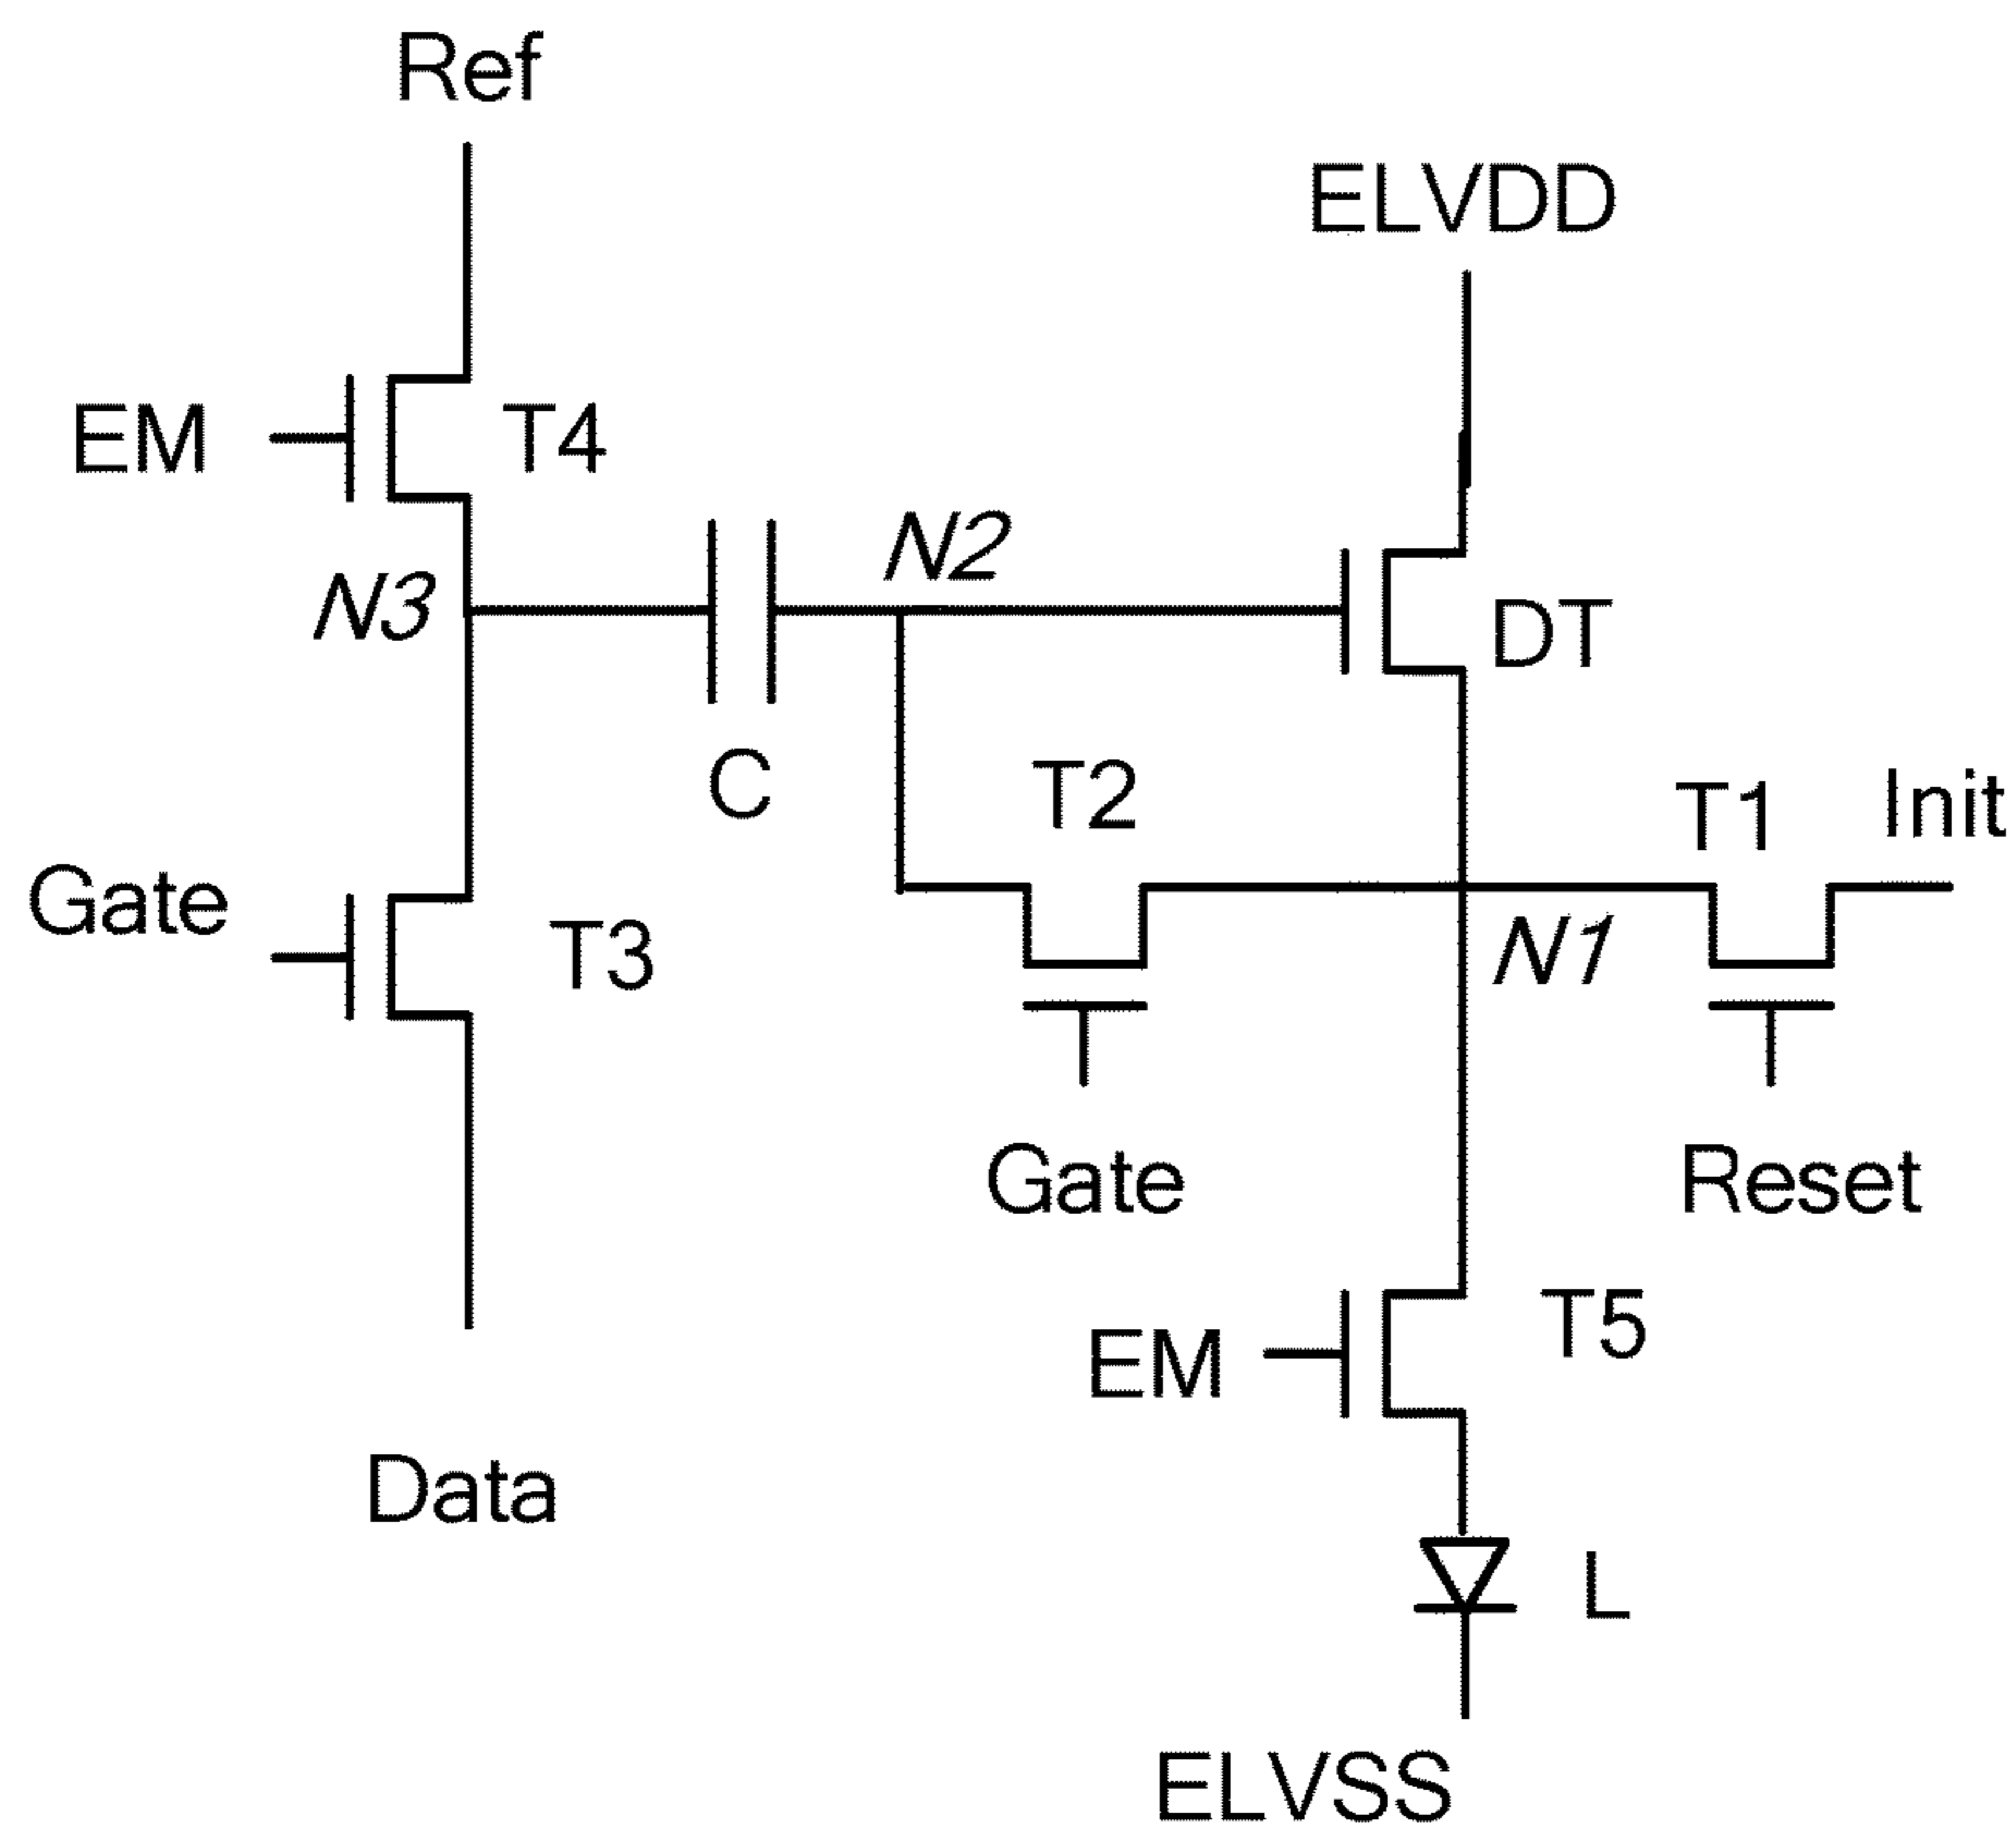 Ref
ELVDD
EM
T4
N2
N3
DT
C
T2
T1
Init
Gate
T3
N1
Gate
Reset
EM
T5
Data
L
ELVSS